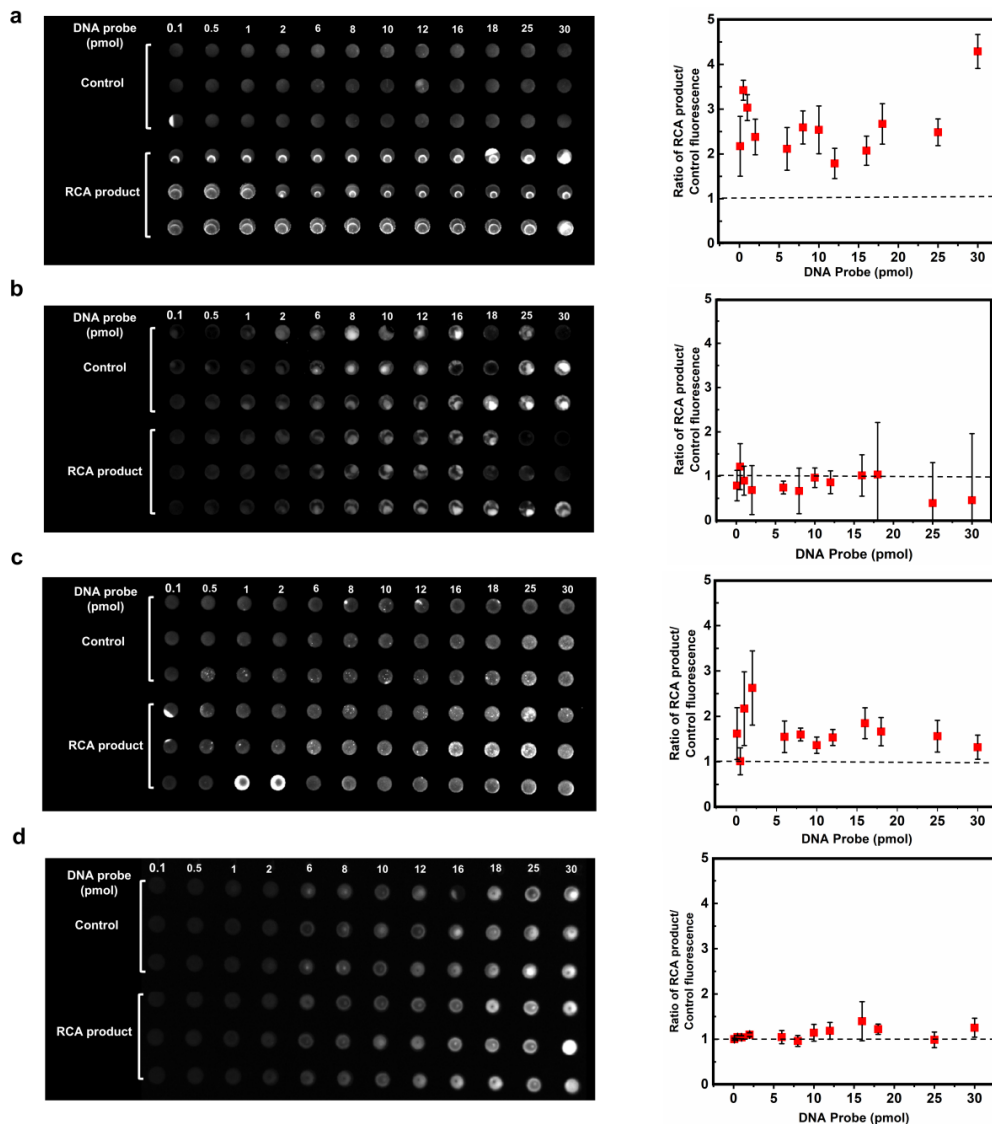 a
DNA probe
(pmol)
0.1 0.5 1 2 6 8 10 12 16 18 25 30
Control
RCA product
Ratio of RCA product/
Control fluorescence
5
4
3
2
1
0
0 5 10 15 20 25 30
DNA Probe (pmol)
b
DNA probe
(pmol)
0.1 0.5 1 2 6 8 10 12 16 18 25 30
Control
RCA product
Ratio of RCA product/
Control fluorescence
5
4
3
2
1
0
0 5 10 15 20 25 30
DNA Probe (pmol)
c
DNA probe
(pmol)
0.1 0.5 1 2 6 8 10 12 16 18 25 30
Control
RCA product
Ratio of RCA product/
Control fluorescence
5
4
3
2
1
0
0 5 10 15 20 25 30
DNA Probe (pmol)
d
DNA probe
(pmol)
0.1 0.5 1 2 6 8 10 12 16 18 25 30
Control
RCA product
Ratio of RCA product/
Control fluorescence
5
4
3
2
1
0
0 5 10 15 20 25 30
DNA Probe (pmol)